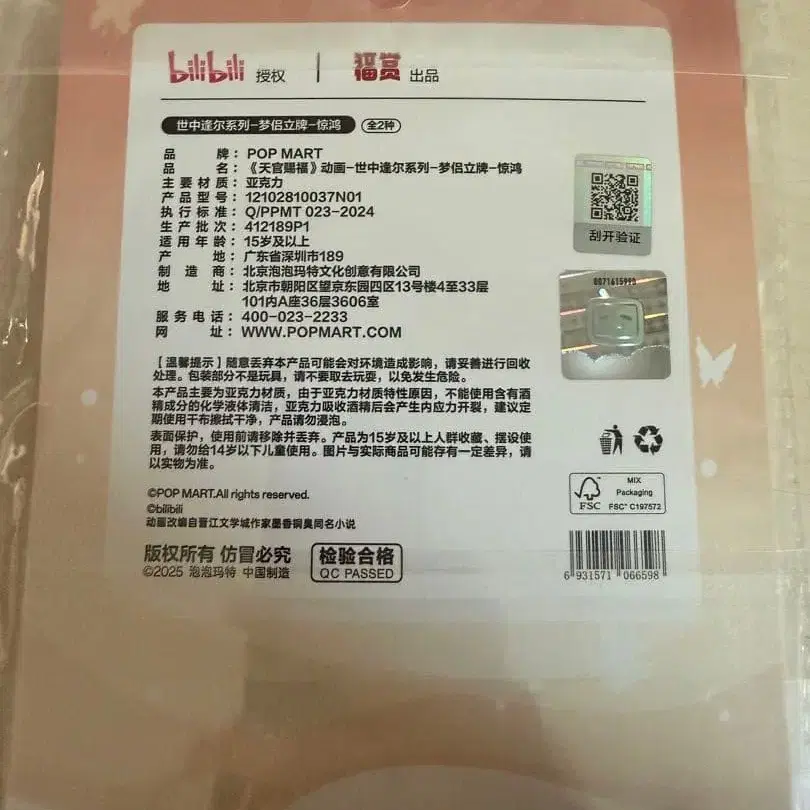 bilibili 授权 | 福赏 出品
世中逢尔系列-梦侣立牌-惊鸿 全2种
品牌：POP MART
品名：《天官赐福》动画-世中逢尔系列-梦侣立牌-惊鸿
主要材质：亚克力
产品型号：12102810037N01
执行标准：Q/PPMT 023-2024
生产批次：412189P1
适用年龄：15岁及以上
产地：广东省深圳市189
制造商：北京泡泡玛特文化创意有限公司
地址：北京市朝阳区望京东园四区13号楼4至33层
101内A座36层3606室
服务电话：400-023-2233
网址：WWW.POPMART.COM
刮开验证
0071615990
【温馨提示】随意丢弃本产品可能会对环境造成影响，请妥善进行回收
处理。包装部分不是玩具，请不要取去玩耍，以免发生危险。
本产品主要为亚克力材质，由于亚克力材质特性原因，不能使用含有酒
精成分的化学液体清洁，亚克力吸收酒精后会产生内应力开裂，建议定
期使用干布擦拭干净，产品请勿浸泡。
表面保护，使用前请移除并丢弃。产品为15岁及以上人群收藏、摆设使
用，请勿给14岁以下儿童使用。图片与实际商品可能存有一定差异，请
以实物为准。
©POP MART.All rights reserved.
©bilibili
动画改编自晋江文学城作家墨香铜臭同名小说
FSC
MIX
Packaging
FSC™ C197572
版权所有 仿冒必究
©2025 泡泡玛特 中国制造
检验合格
QC PASSED
6 931571 066598